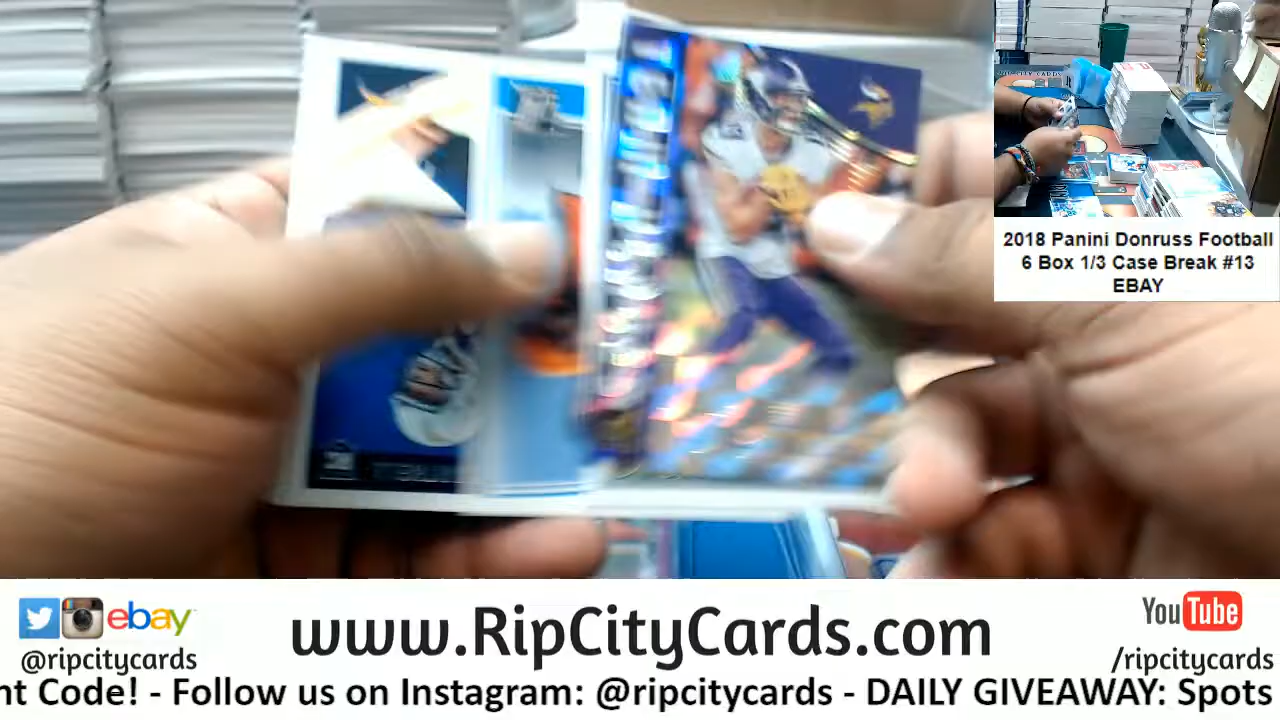 2018 Panini Donruss Football
6 Box 1/3 Case Break #13
EBAY
ebay
@ripcitycards
www.RipCityCards.com
YouTube
/ripcitycards
nt Code! - Follow us on Instagram: @ripcitycards - DAILY GIVEAWAY: Spots